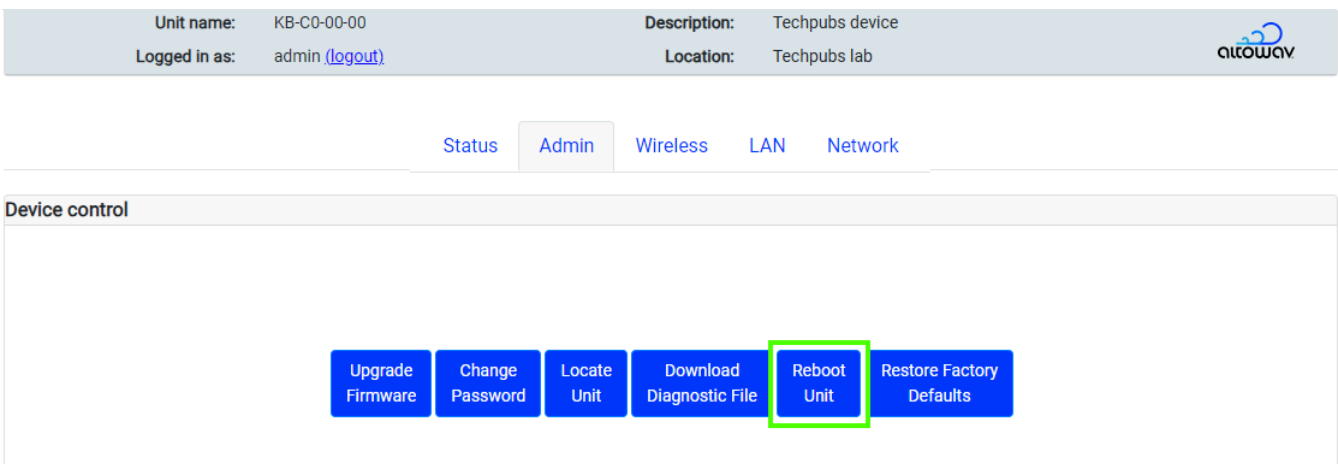 Unit name: KB-C0-00-00 Description: Techpubs device
Logged in as: admin (logout) Location: Techpubs lab
altowav
Status Admin Wireless LAN Network
Device control
Upgrade Firmware
Change Password
Locate Unit
Download Diagnostic File
Reboot Unit
Restore Factory Defaults